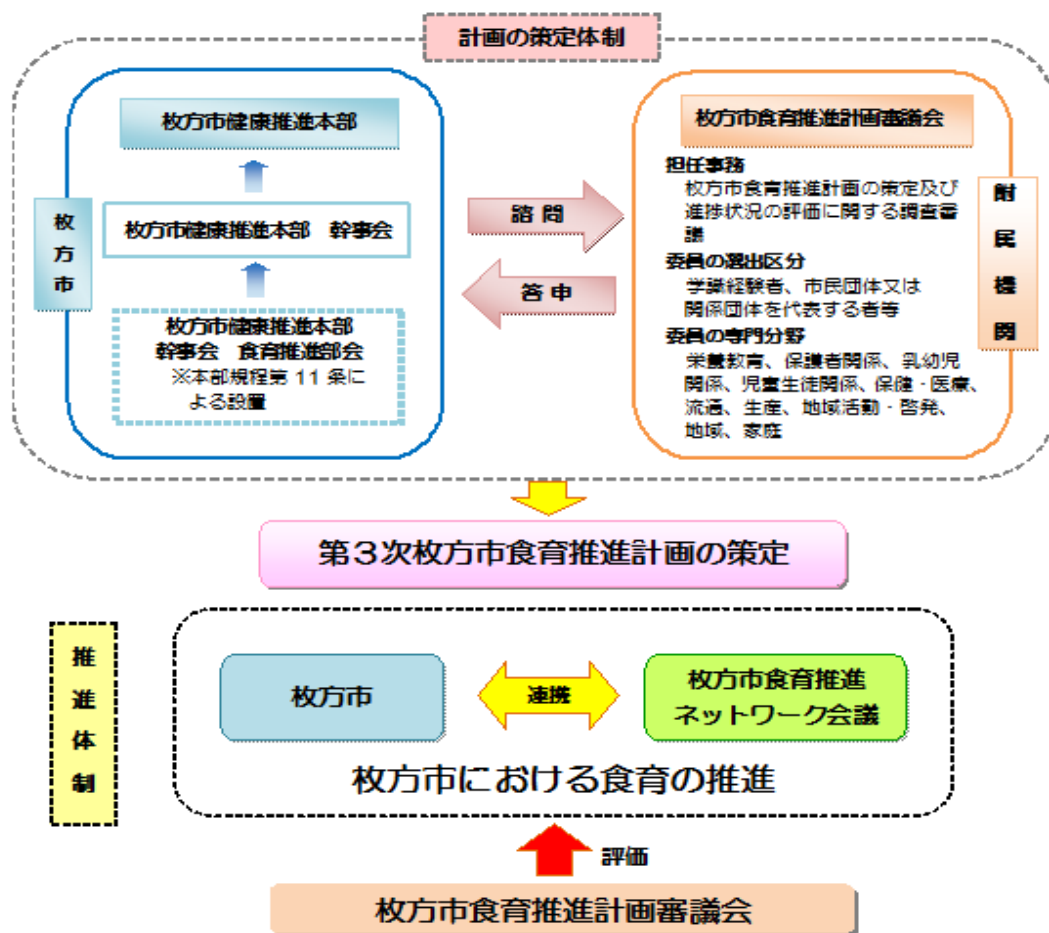 計画の策定体制
枚方市
枚方市健康推進本部
枚方市健康推進本部 幹事会
枚方市健康推進本部
幹事会 食育推進部会
※本部規程第 11 条に
よる設置
諮 問
答 申
枚方市食育推進計画審議会
担任事務
枚方市食育推進計画の策定及び
進捗状況の評価に関する調査審
議
委員の選出区分
学識経験者、市民団体又は
関係団体を代表する者等
委員の専門分野
栄養教育、保護者関係、乳幼児
関係、児童生徒関係、保健・医療、
流通、生産、地域活動・啓発、
地域、家庭
機
第3次枚方市食育推進計画の策定
推進体制
枚方市
連携
枚方市食育推進
ネットワーク会議
枚方市における食育の推進
評価
枚方市食育推進計画審議会